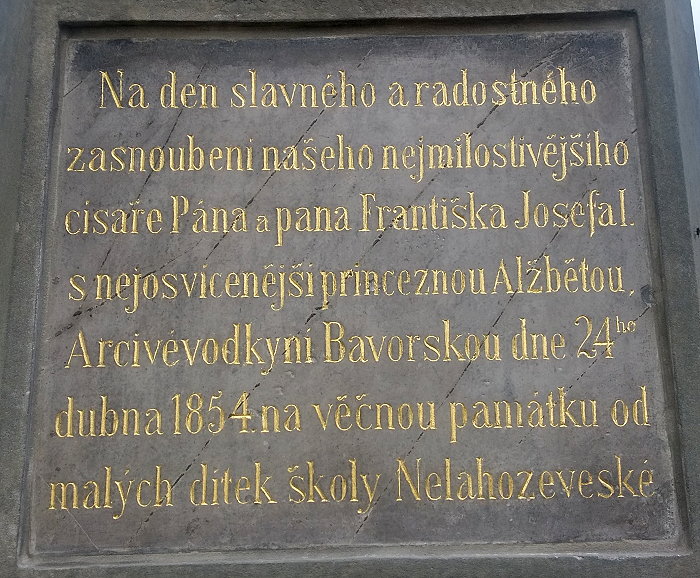 Na den slavného a radostného
zasnoubení našeho nejmilostivějšího
císaře Pána a pana Františka Josefa I.
s nejosvícenější princeznou Alžbětou,
Arcivévodkyní Bavorskou dne 24ho
dubna 1854 na věčnou památku od
malých dítek školy Nelahozeveské